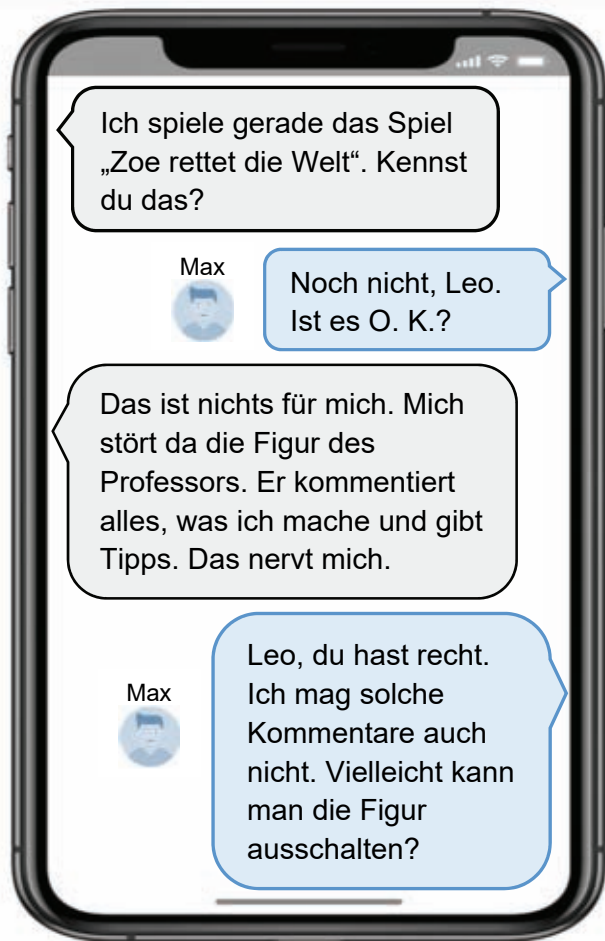 Ich spiele gerade das Spiel
„Zoe rettet die Welt“. Kennst
du das?
Max
Noch nicht, Leo.
Ist es O. K.?
Das ist nichts für mich. Mich
stört da die Figur des
Professors. Er kommentiert
alles, was ich mache und gibt
Tipps. Das nervt mich.
Max
Leo, du hast recht.
Ich mag solche
Kommentare auch
nicht. Vielleicht kann
man die Figur
ausschalten?